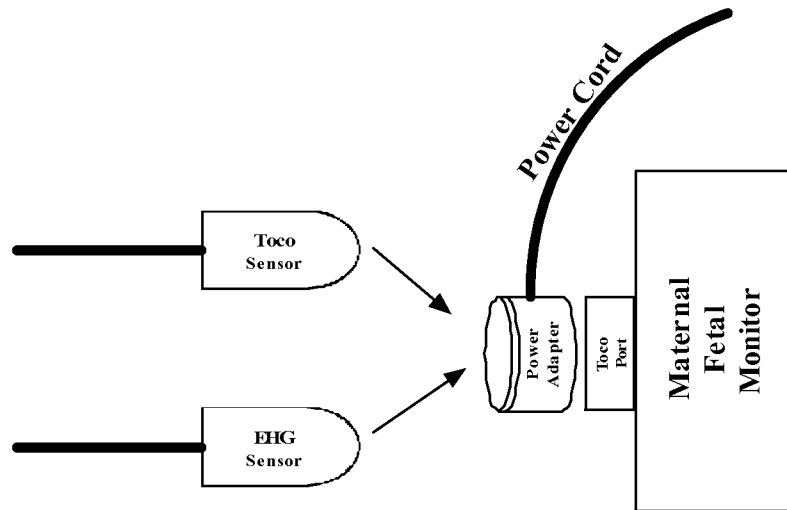 Power Cord
Toco
Sensor
Power
Adapter
Toco
Port
Maternal
Fetal
Monitor
EHG
Sensor